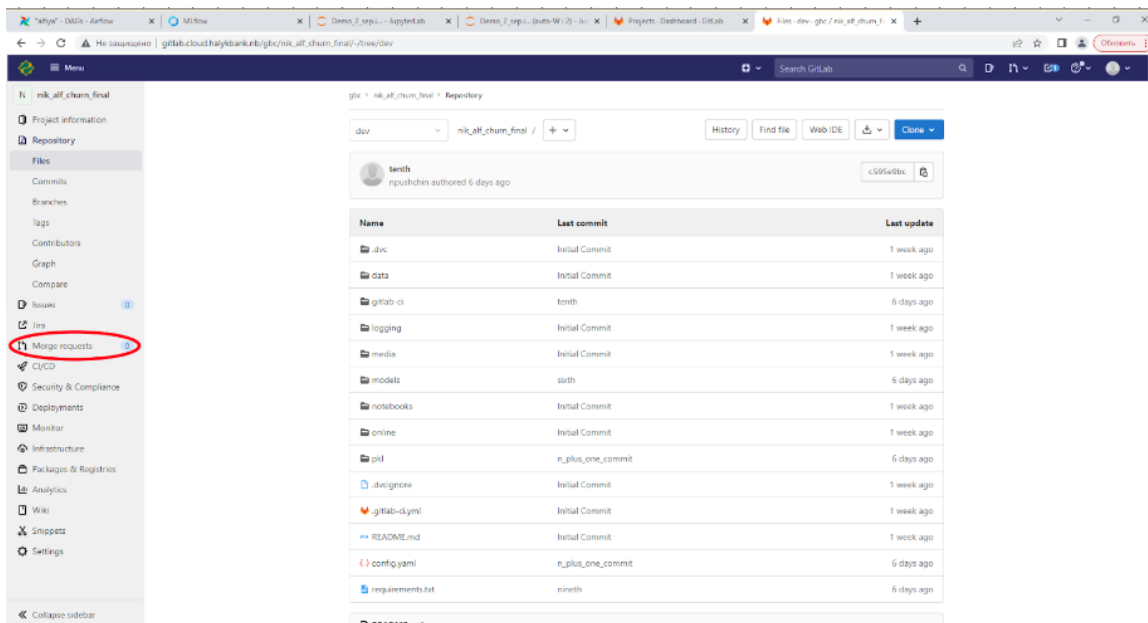 "alfiya" - DAGs - Airflow
MLflow
Demo_2_sep.i... - JupyterLab
Demo_2_sep.i... (auto-W | 2) - Ju
Projects · Dashboard · GitLab
Files · dev · gbc / nik_alf_churn_f
Не защищено | gitlab.cloud.halykbank.nb/gbc/nik_alf_churn_final/-/tree/dev
Обновить
Menu
Search GitLab
N nik_alf_churn_final
Project information
Repository
Files
Commits
Branches
Tags
Contributors
Graph
Compare
Issues 0
Jira
Merge requests 0
CI/CD
Security & Compliance
Deployments
Monitor
Infrastructure
Packages & Registries
Analytics
Wiki
Snippets
Settings
Collapse sidebar
gbc > nik_alf_churn_final > Repository
dev nik_alf_churn_final / +
History Find file Web IDE Clone
tenth
npushchin authored 6 days ago
Name Last commit Last update
.dvc Initial Commit 1 week ago
data Initial Commit 1 week ago
gitlab-ci tenth 6 days ago
logging Initial Commit 1 week ago
media Initial Commit 1 week ago
models sixth 6 days ago
notebooks Initial Commit 1 week ago
online Initial Commit 1 week ago
pkl n_plus_one_commit 6 days ago
.dvcignore Initial Commit 1 week ago
.gitlab-ci.yml Initial Commit 1 week ago
README.md Initial Commit 1 week ago
config.yaml n_plus_one_commit 6 days ago
requirements.txt nineth 6 days ago